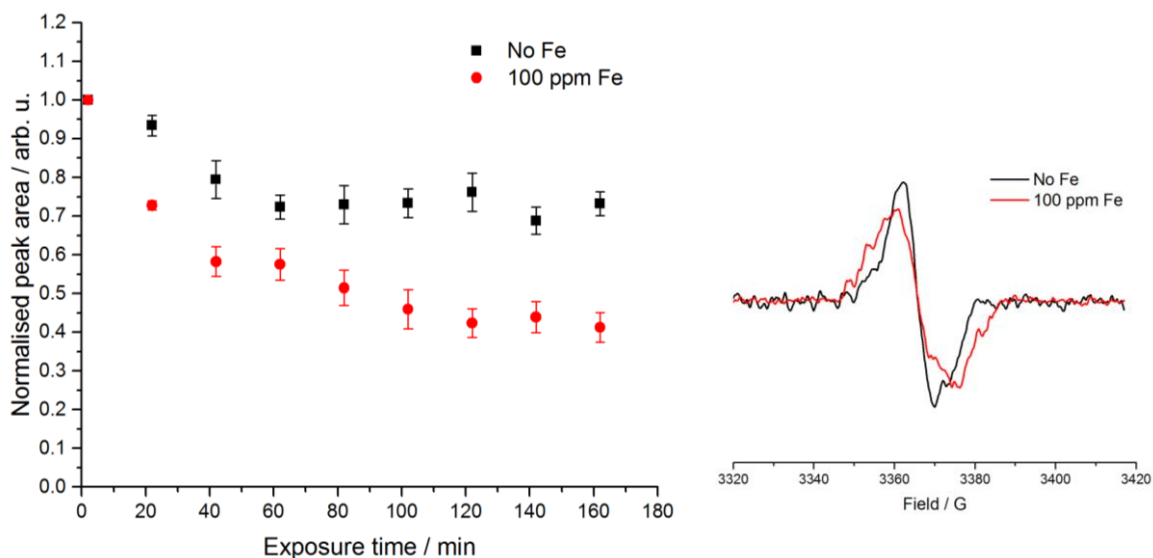 Normalised peak area / arb. u.
1.2
1.1
1.0
0.9
0.8
0.7
0.6
0.5
0.4
0.3
0.2
0.1
0.0
No Fe
100 ppm Fe
0 20 40 60 80 100 120 140 160 180
Exposure time / min
No Fe
100 ppm Fe
3320 3340 3360 3380 3400 3420
Field / G